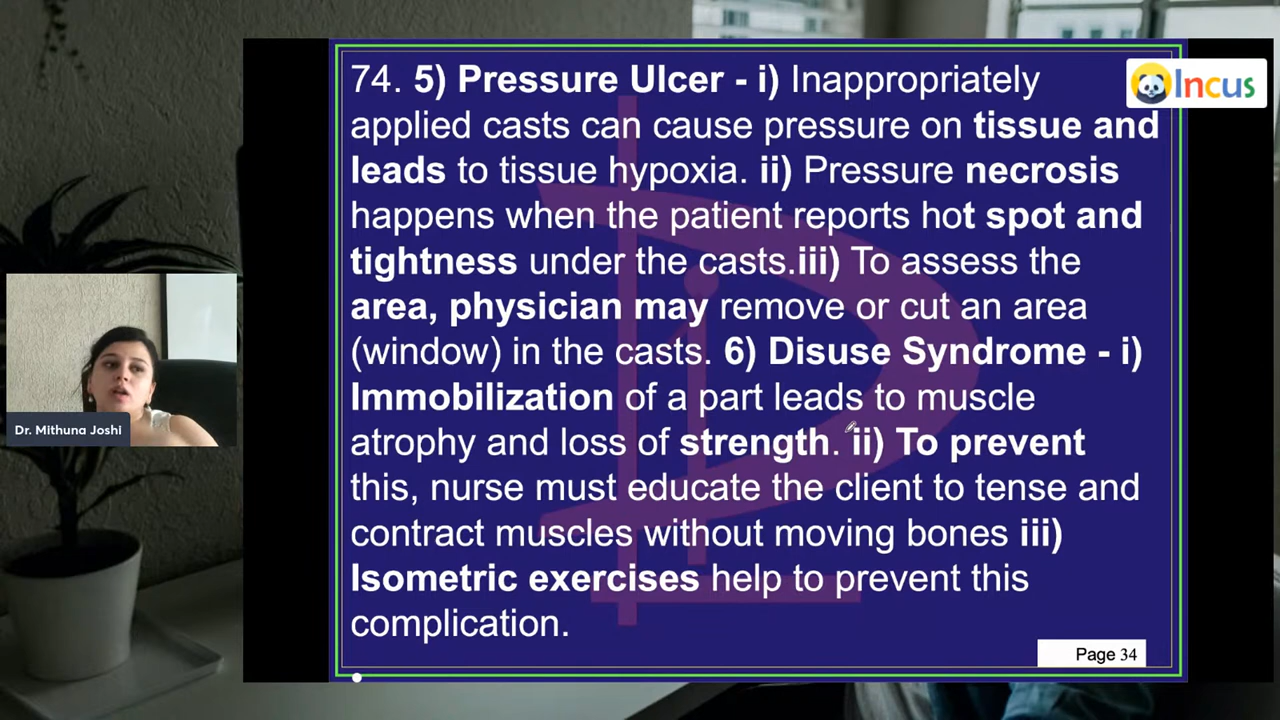 74. 5) Pressure Ulcer - i) Inappropriately
applied casts can cause pressure on tissue and
leads to tissue hypoxia. ii) Pressure necrosis
happens when the patient reports hot spot and
tightness under the casts.iii) To assess the
area, physician may remove or cut an area
(window) in the casts. 6) Disuse Syndrome - i)
Immobilization of a part leads to muscle
atrophy and loss of strength. ii) To prevent
this, nurse must educate the client to tense and
contract muscles without moving bones iii)
Isometric exercises help to prevent this
complication.
Page 34
Incus
Dr. Mithuna Joshi